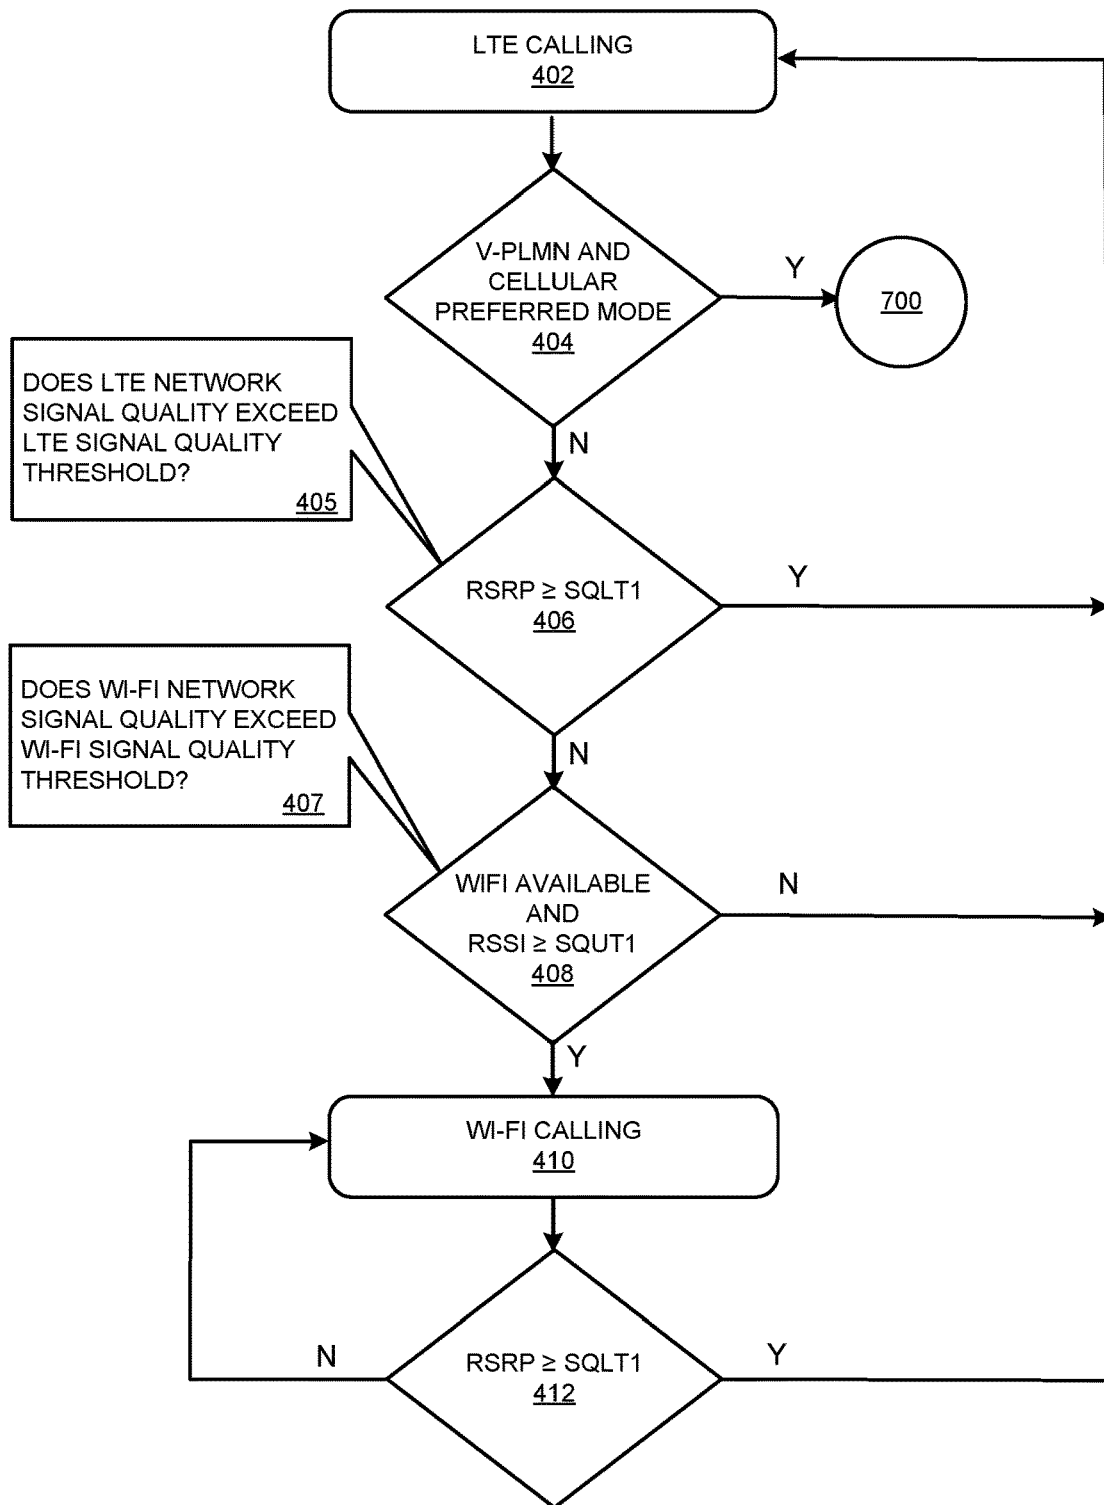 LTE CALLING
402
V-PLMN AND
CELLULAR
PREFERRED MODE
404
Y
700
N
DOES LTE NETWORK
SIGNAL QUALITY EXCEED
LTE SIGNAL QUALITY
THRESHOLD?
405
RSRP ≥ SQLT1
406
Y
N
DOES WI-FI NETWORK
SIGNAL QUALITY EXCEED
WI-FI SIGNAL QUALITY
THRESHOLD?
407
WIFI AVAILABLE
AND
RSSI ≥ SQUT1
408
N
Y
WI-FI CALLING
410
N
RSRP ≥ SQLT1
412
Y